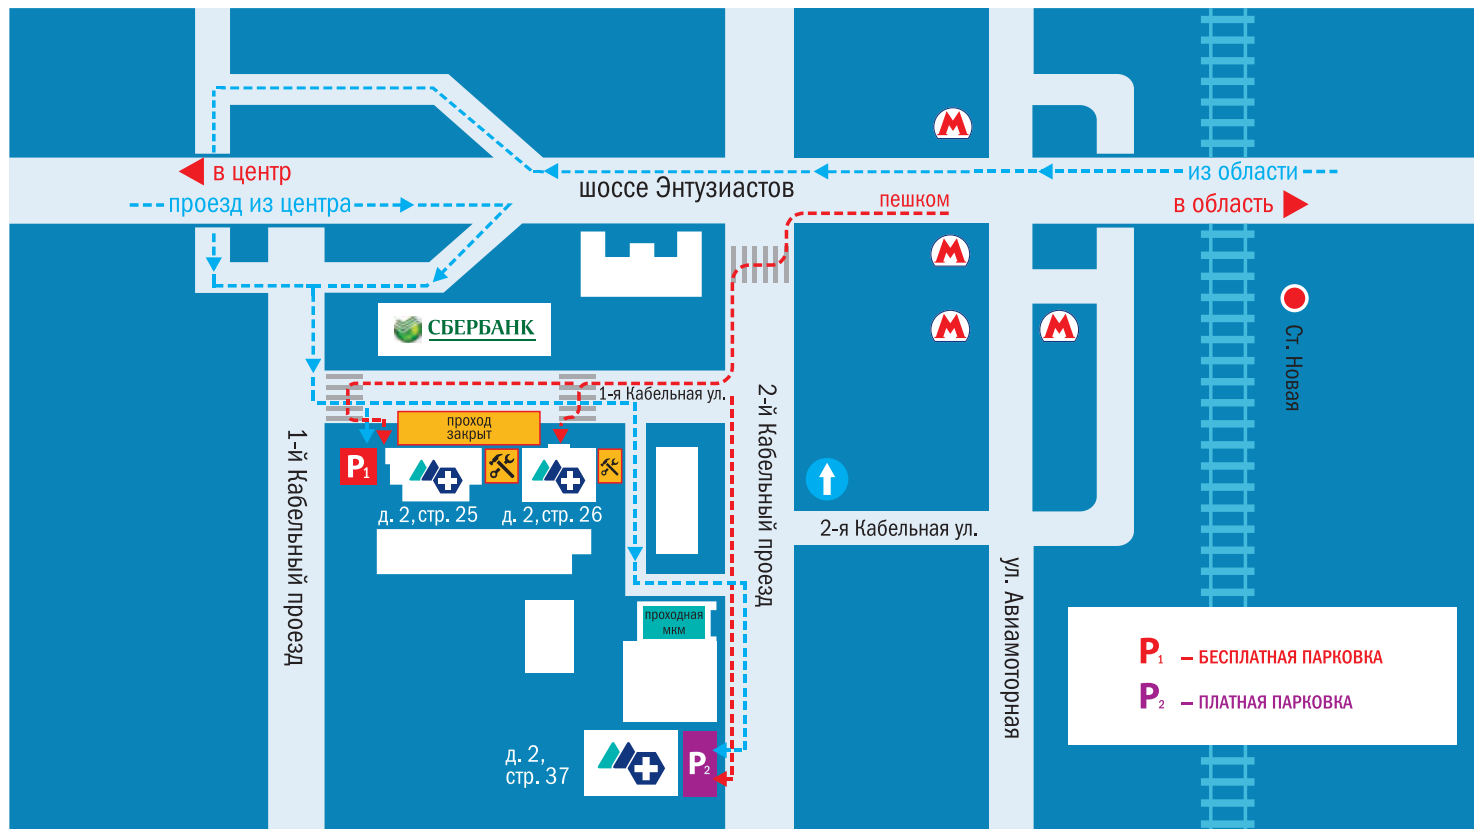 в центр
из области
проезд из центра
шоссе Энтузиастов
пешком
в область
СБЕРБАНК
Ст. Новая
1-я Кабельная ул.
2-й Кабельный проезд
проход
закрыт
1-й Кабельный проезд
P1
д. 2, стр. 25
д. 2, стр. 26
2-я Кабельная ул.
ул. Авиамоторная
проходная
мкм
д. 2,
стр. 37
P2
P1 – БЕСПЛАТНАЯ ПАРКОВКА
P2 – ПЛАТНАЯ ПАРКОВКА